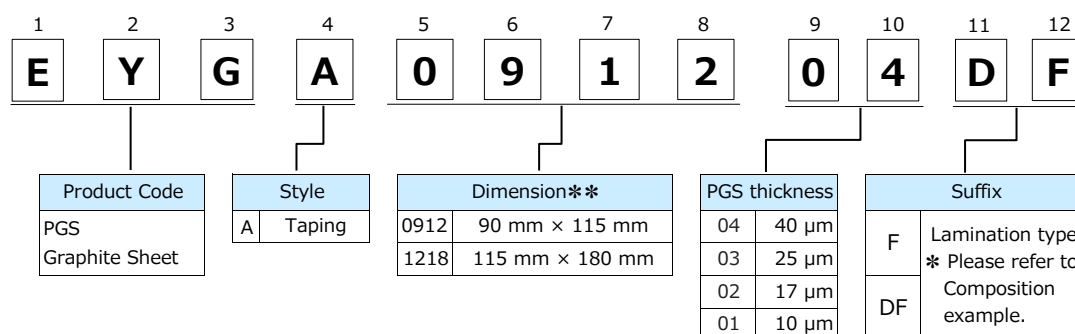 1 2 3 4 5 6 7 8 9 10 11 12
E Y G A 0 9 1 2 0 4 D F
Product Code
PGS
Graphite Sheet
Style
A Taping
Dimension✱✱
0912 90 mm × 115 mm
1218 115 mm × 180 mm
PGS thickness
04 40 µm
03 25 µm
02 17 µm
01 10 µm
Suffix
F
DF
Lamination type
✱ Please refer to
Composition
example.